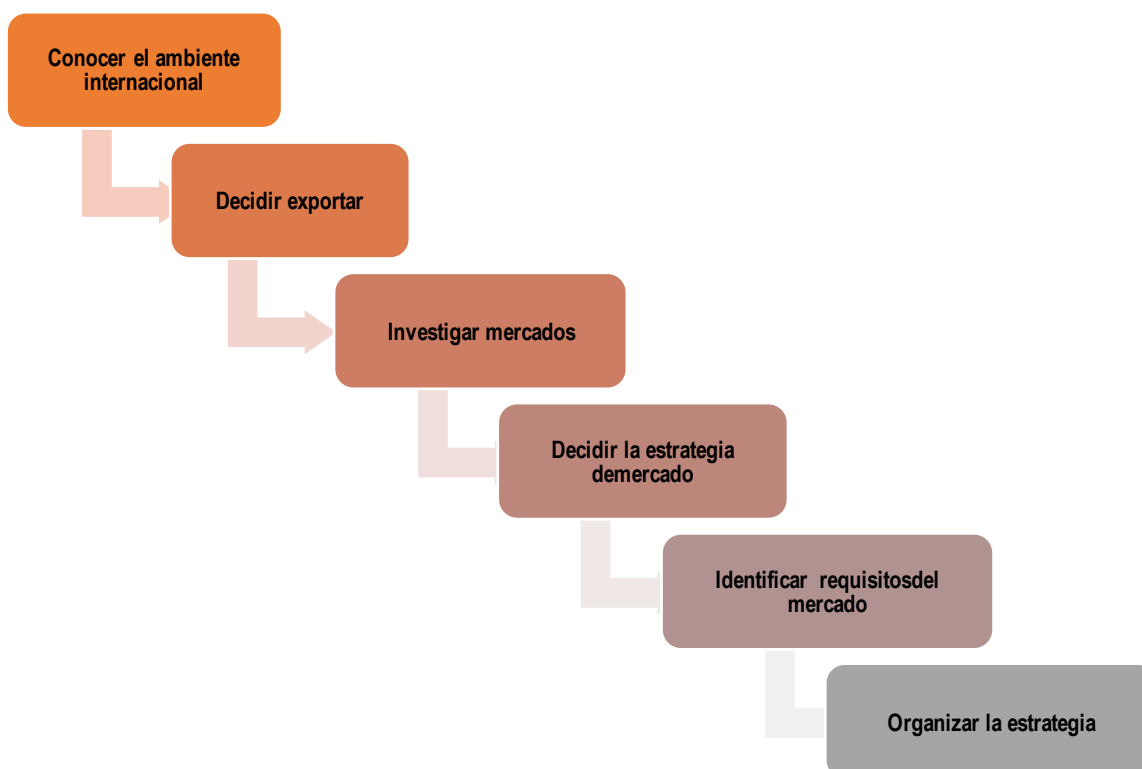 Conocer el ambiente
internacional
Decidir exportar
Investigar mercados
Decidir la estrategia
demercado
Identificar requisitosdel
mercado
Organizar la estrategia